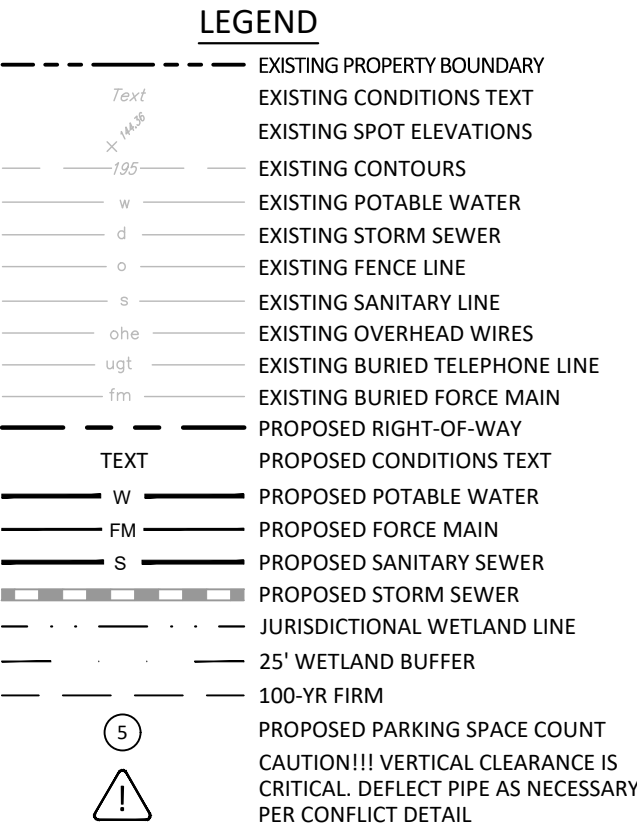 LEGEND
EXISTING PROPERTY BOUNDARY
Text EXISTING CONDITIONS TEXT
144.36 EXISTING SPOT ELEVATIONS
195 EXISTING CONTOURS
w EXISTING POTABLE WATER
d EXISTING STORM SEWER
o EXISTING FENCE LINE
s EXISTING SANITARY LINE
ohe EXISTING OVERHEAD WIRES
ugt EXISTING BURIED TELEPHONE LINE
fm EXISTING BURIED FORCE MAIN
PROPOSED RIGHT-OF-WAY
TEXT PROPOSED CONDITIONS TEXT
W PROPOSED POTABLE WATER
FM PROPOSED FORCE MAIN
S PROPOSED SANITARY SEWER
PROPOSED STORM SEWER
JURISDICTIONAL WETLAND LINE
25' WETLAND BUFFER
100-YR FIRM
5 PROPOSED PARKING SPACE COUNT
! CAUTION!!! VERTICAL CLEARANCE IS
CRITICAL. DEFLECT PIPE AS NECESSARY
PER CONFLICT DETAIL